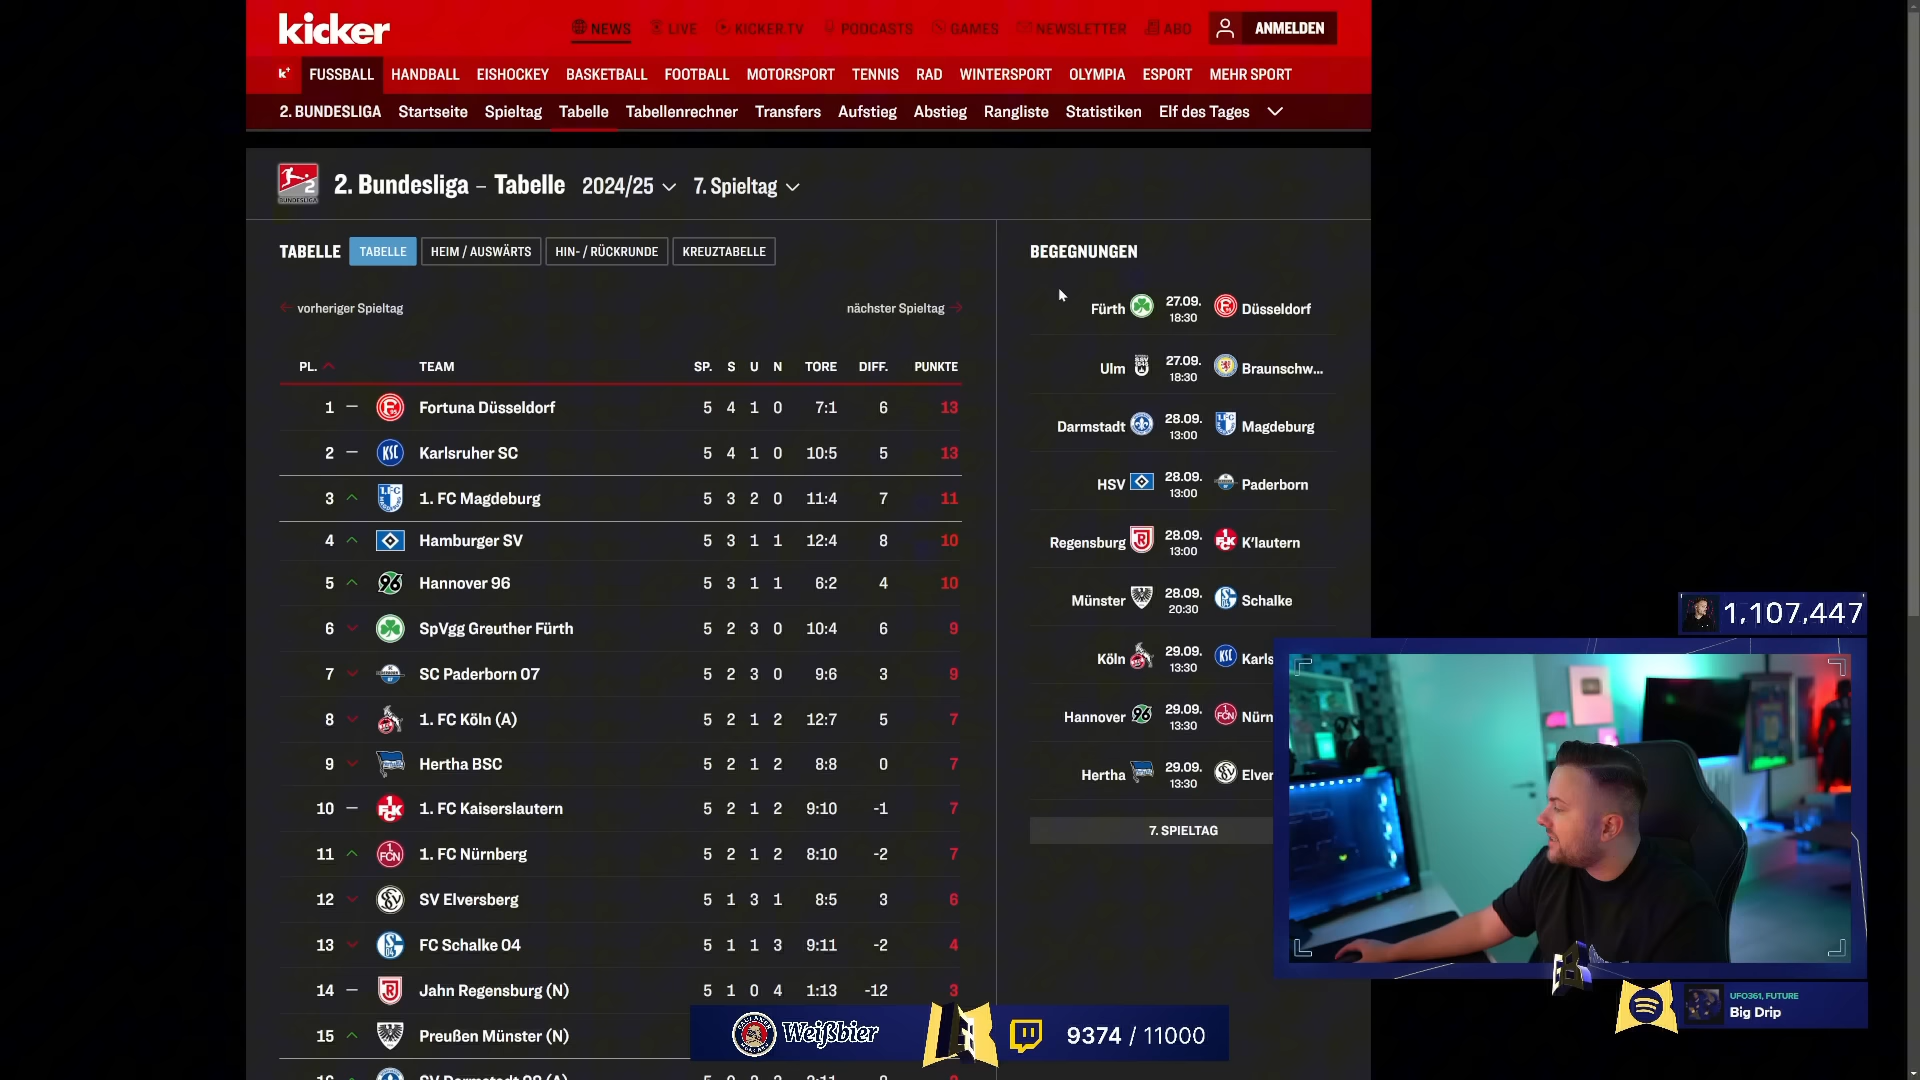 kicker
NEWS LIVE KICKER.TV PODCASTS GAMES NEWSLETTER ABO ANMELDEN
k+ FUSSBALL HANDBALL EISHOCKEY BASKETBALL FOOTBALL MOTORSPORT TENNIS RAD WINTERSPORT OLYMPIA ESPORT MEHR SPORT
2. BUNDESLIGA Startseite Spieltag Tabelle Tabellenrechner Transfers Aufstieg Abstieg Rangliste Statistiken Elf des Tages
2. Bundesliga – Tabelle 2024/25 7. Spieltag
TABELLE TABELLE HEIM / AUSWÄRTS HIN- / RÜCKRUNDE KREUZTABELLE
vorheriger Spieltag nächster Spieltag
PL. TEAM SP. S U N TORE DIFF. PUNKTE
1 – Fortuna Düsseldorf 5 4 1 0 7:1 6 13
2 – Karlsruher SC 5 4 1 0 10:5 5 13
3 1. FC Magdeburg 5 3 2 0 11:4 7 11
4 Hamburger SV 5 3 1 1 12:4 8 10
5 Hannover 96 5 3 1 1 6:2 4 10
6 SpVgg Greuther Fürth 5 2 3 0 10:4 6 9
7 SC Paderborn 07 5 2 3 0 9:6 3 9
8 1. FC Köln (A) 5 2 1 2 12:7 5 7
9 Hertha BSC 5 2 1 2 8:8 0 7
10 – 1. FC Kaiserslautern 5 2 1 2 9:10 -1 7
11 1. FC Nürnberg 5 2 1 2 8:10 -2 7
12 SV Elversberg 5 1 3 1 8:5 3 6
13 FC Schalke 04 5 1 1 3 9:11 -2 4
14 – Jahn Regensburg (N) 5 1 0 4 1:13 -12 3
15 Preußen Münster (N)
BEGEGNUNGEN
Fürth 27.09. 18:30 Düsseldorf
Ulm 27.09. 18:30 Braunschw...
Darmstadt 28.09. 13:00 Magdeburg
HSV 28.09. 13:00 Paderborn
Regensburg 28.09. 13:00 K'lautern
Münster 28.09. 20:30 Schalke
Köln 29.09. 13:30 Karls
Hannover 29.09. 13:30 Nürn
Hertha 29.09. 13:30 Elver
7. SPIELTAG
1,107,447
Weißbier
9374 / 11000
UFO361, FUTURE
Big Drip